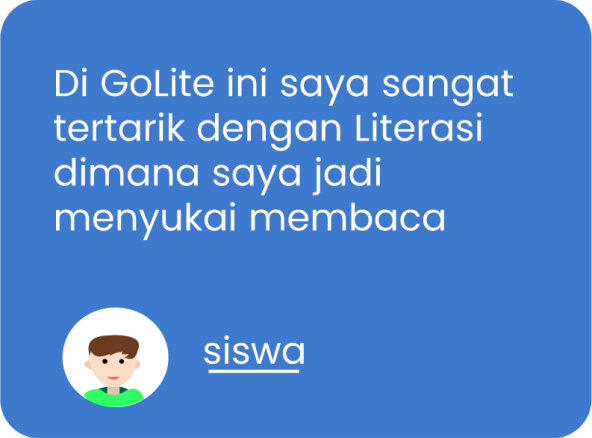 Di GoLite ini saya sangat
tertarik dengan Literasi
dimana saya jadi
menyukai membaca
siswa